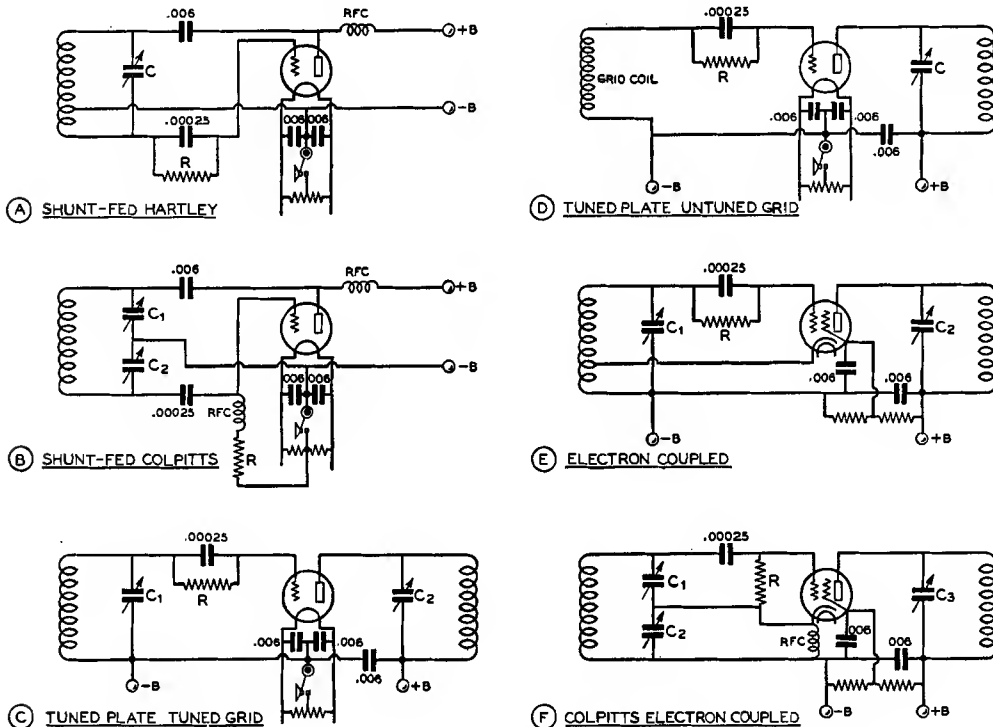 .006
RFC
+B
C
-B
.00025
.006 .006
R
A SHUNT-FED HARTLEY
.006
RFC
+B
C1
C2
-B
.00025
.006 .006
RFC
R
B SHUNT-FED COLPITTS
.00025
C1
R
C2
.006 .006
.006
-B
+B
C TUNED PLATE TUNED GRID
.00025
GRID COIL
R
C
.006 .006
.006
-B
+B
D TUNED PLATE UNTUNED GRID
.00025
C1
R
C2
.006
.006
-B
+B
E ELECTRON COUPLED
.00025
C1
R
C3
C2
RFC
.006
.006
-B
+B
F COLPITTS ELECTRON COUPLED